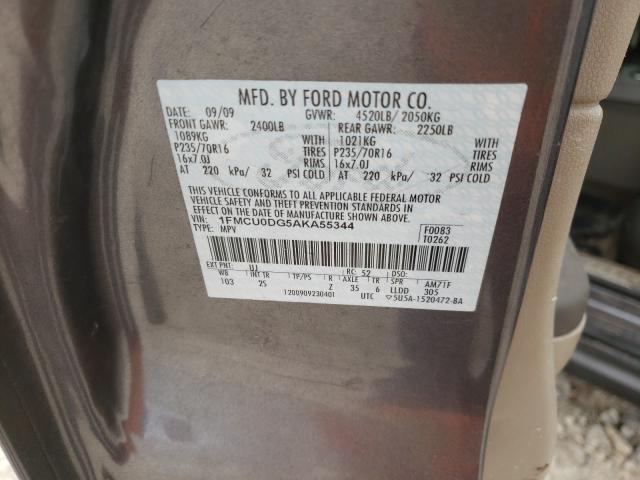 MFD. BY FORD MOTOR CO.
DATE: 09/09 GVWR: 4520LB/ 2050KG
FRONT GAWR: 2400LB REAR GAWR: 2250LB
1089KG WITH 1021KG WITH
P235/70R16 TIRES P235/70R16 TIRES
16x7.0J RIMS 16x7.0J RIMS
AT 220 kPa/ 32 PSI COLD AT 220 kPa/ 32 PSI COLD
THIS VEHICLE CONFORMS TO ALL APPLICABLE FEDERAL MOTOR
VEHICLE SAFETY AND THEFT PREVENTION STANDARDS IN
EFFECT ON THE DATE OF MANUFACTURE SHOWN ABOVE.
VIN: 1FMCU0DG5AKA55344 F0083
TYPE: MPV T0262
EXT PNT: UJ RC: 52 DSO:
WB INT TR TP/PS R AXLE TR SPR AM71F
103 25 Z 35 6 LLDD 305
1200909230401 UTC 5U5A-1520472-BA